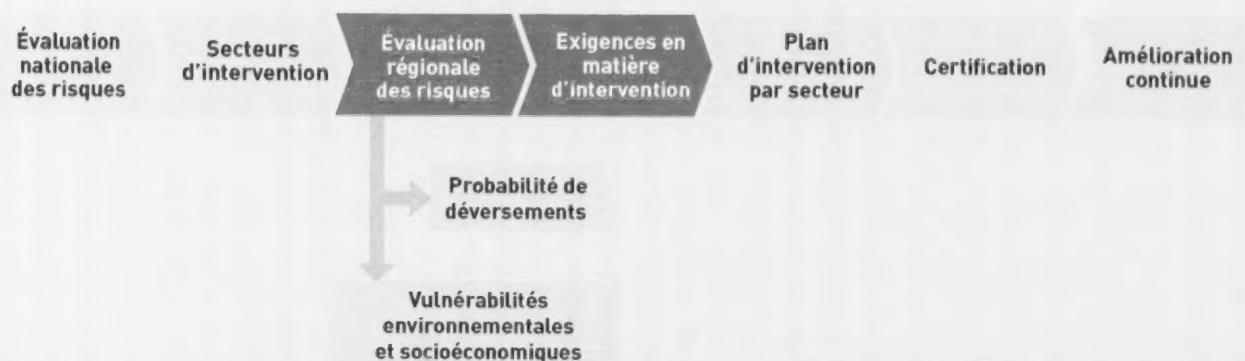 Évaluation
nationale
des risques
Secteurs
d'intervention
Évaluation
régionale
des risques
Exigences en
matière
d'intervention
Plan
d'intervention
par secteur
Certification
Amélioration
continue
Probabilité de
déversements
Vulnérabilités
environnementales
et socioéconomiques